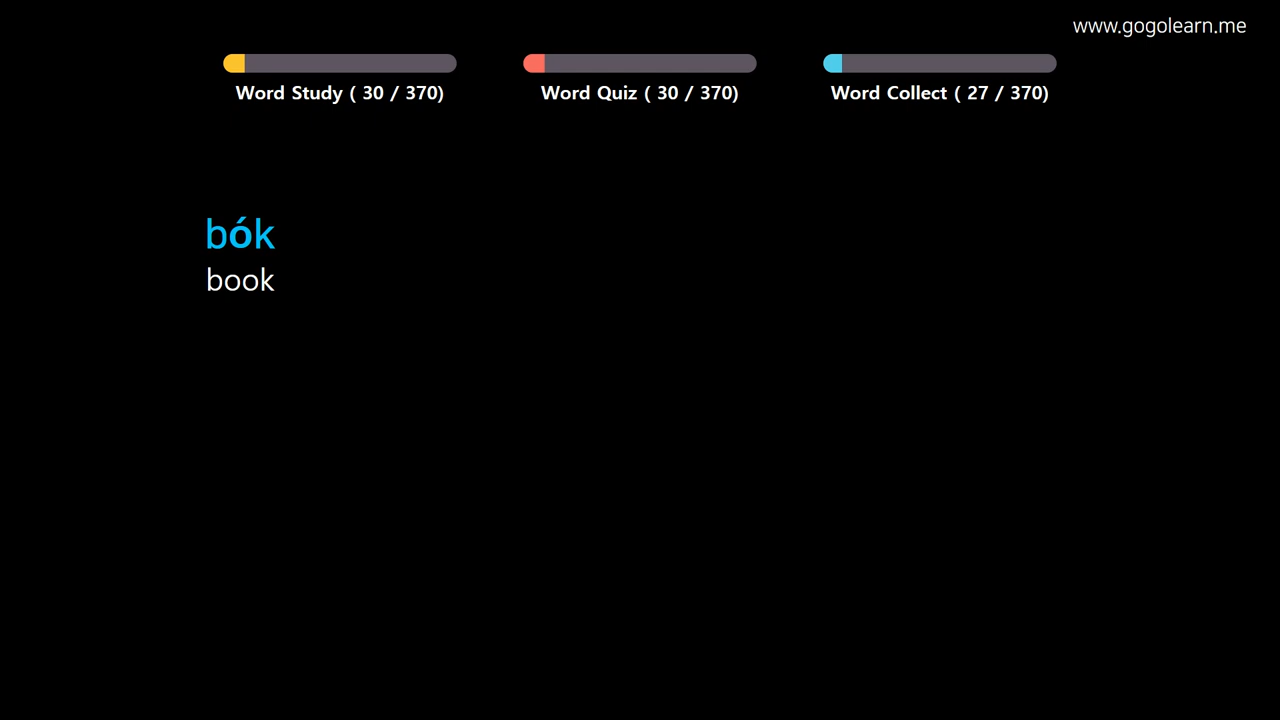 www.gogolearn.me
Word Study ( 30 / 370)
Word Quiz ( 30 / 370)
Word Collect ( 27 / 370)
bók
book